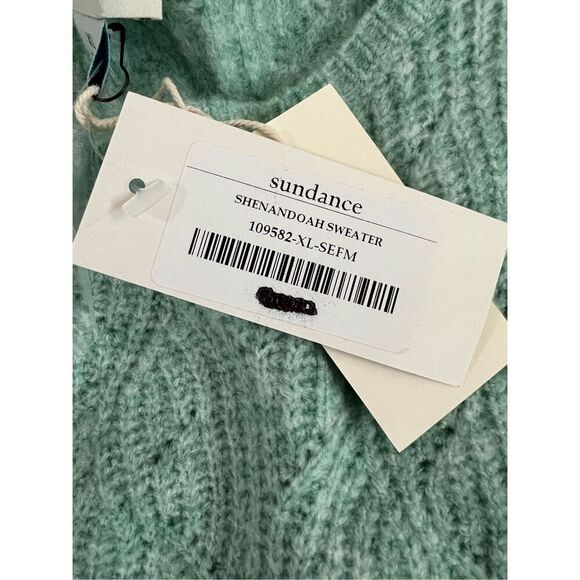 sundance
SHENANDOAH SWEATER
109582-XL-SEFM